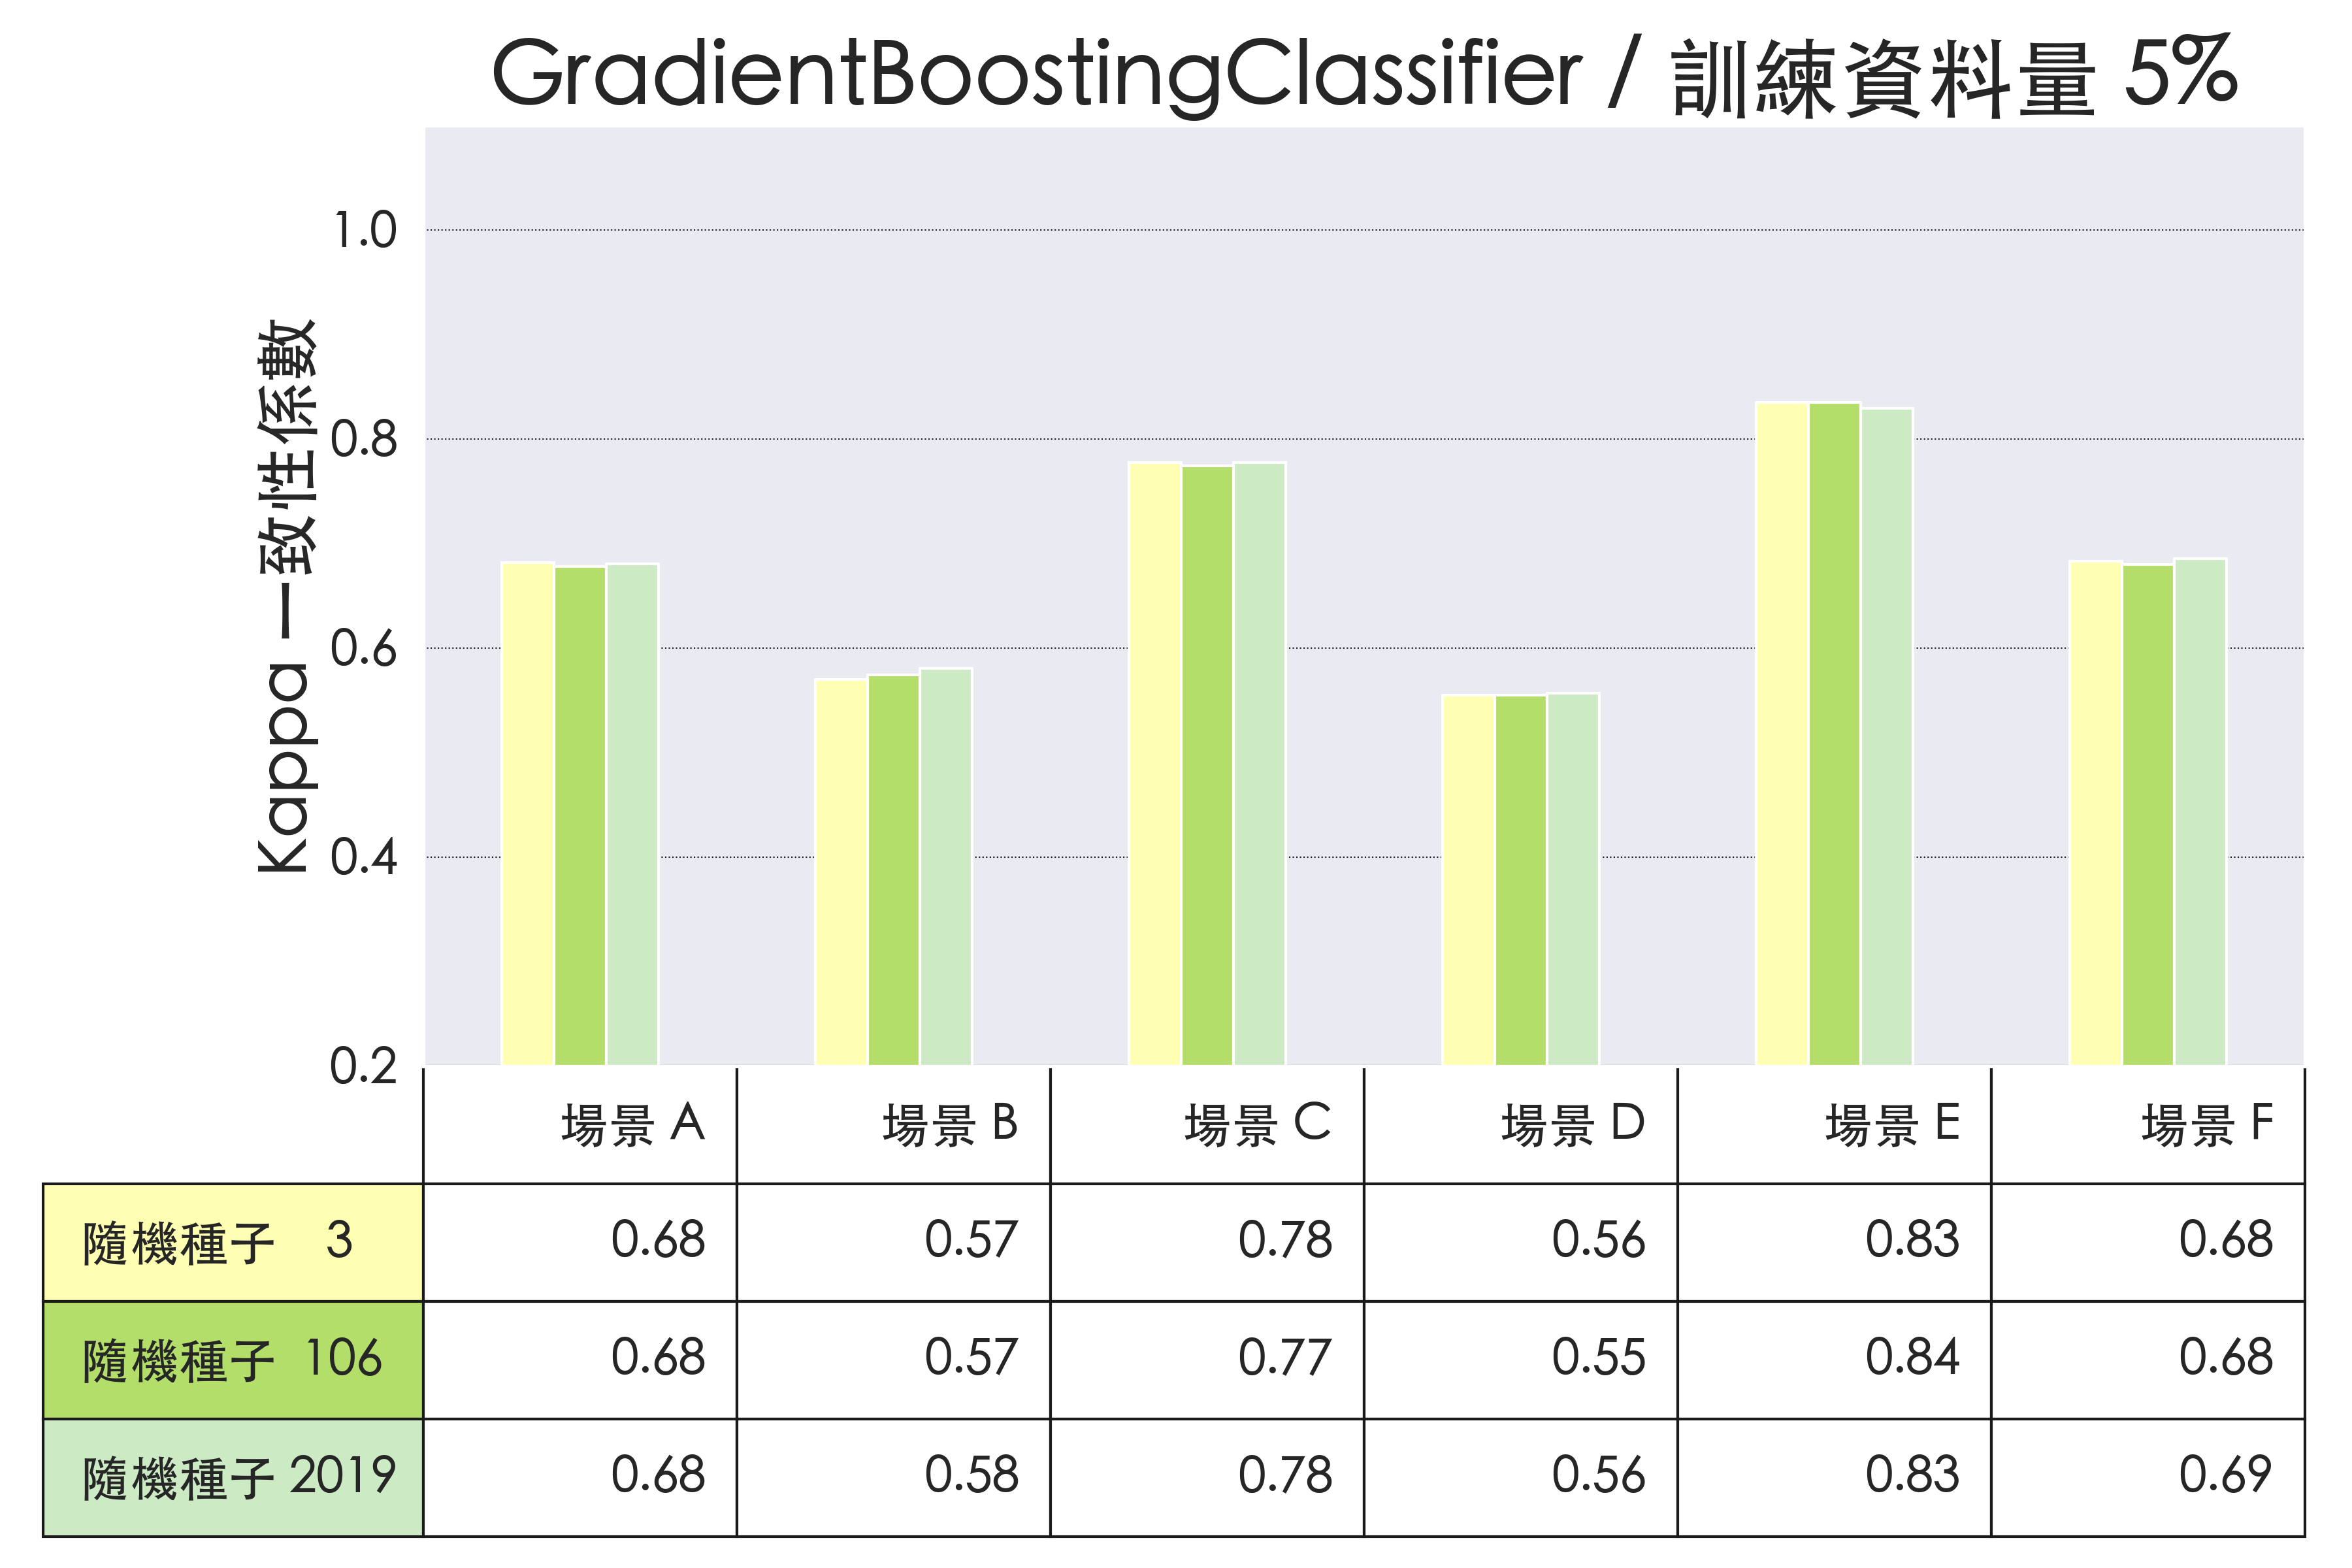 GradientBoostingClassifier / 訓練資料量 5%
Kappa 一致性係數
1.0
0.8
0.6
0.4
0.2
場景 A 場景 B 場景 C 場景 D 場景 E 場景 F
隨機種子 3 0.68 0.57 0.78 0.56 0.83 0.68
隨機種子 106 0.68 0.57 0.77 0.55 0.84 0.68
隨機種子 2019 0.68 0.58 0.78 0.56 0.83 0.69